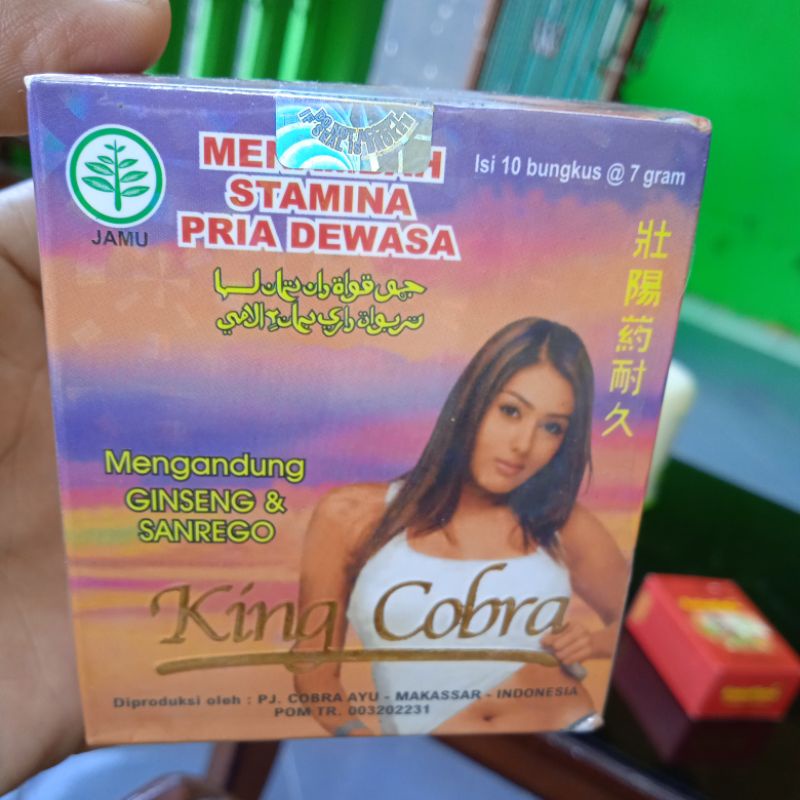 JAMU
STAMINA
PRIA DEWASA
Isi 10 bungkus @ 7 gram
壯
陽
药
耐
久
Mengandung
GINSENG &
SANREGO
King Cobra
Diproduksi oleh : PJ. COBRA AYU - MAKASSAR - INDONESIA
POM TR. 003202231